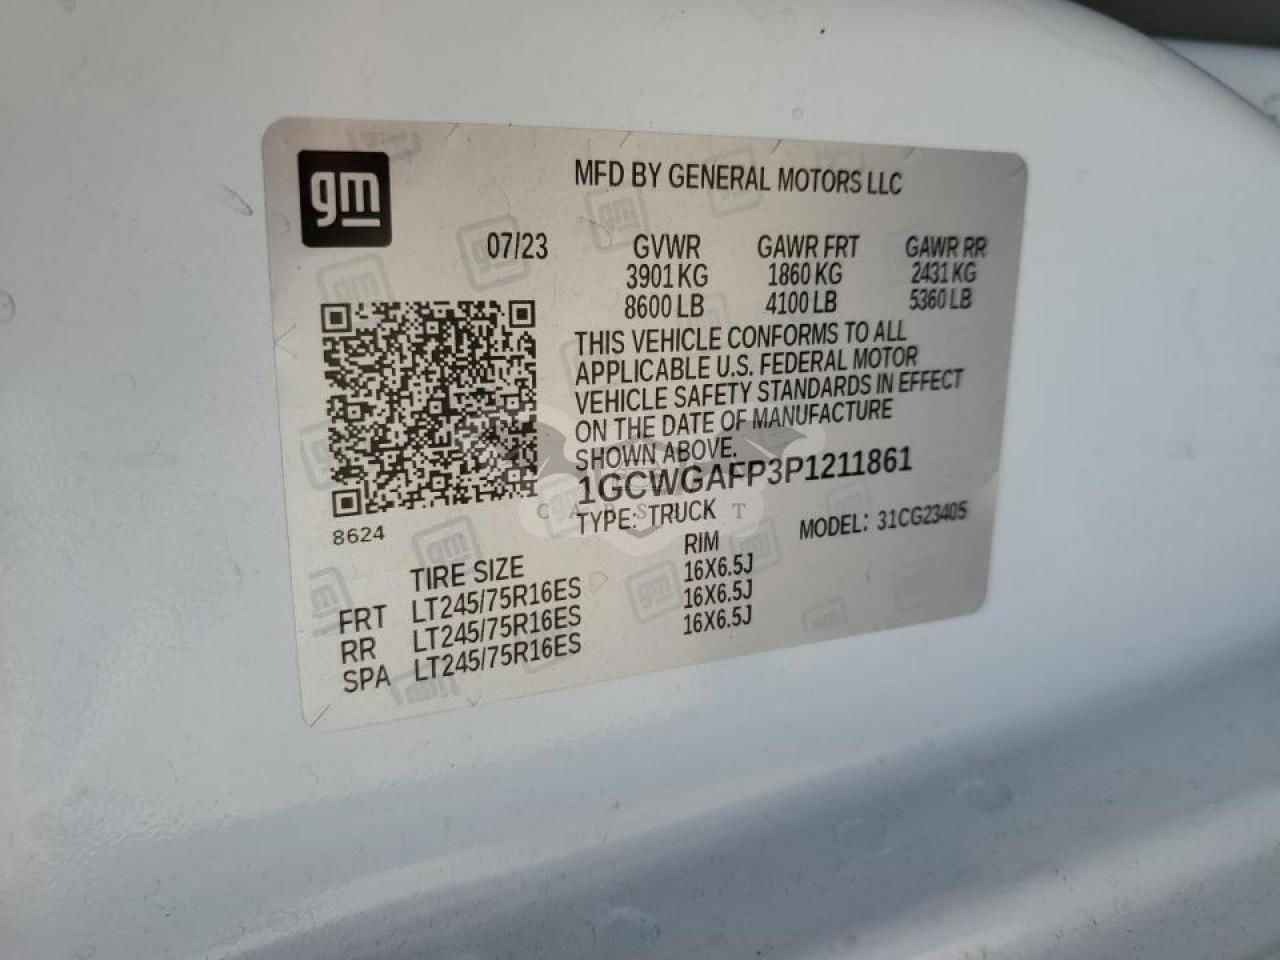 gm
MFD BY GENERAL MOTORS LLC
07/23 GVWR GAWR FRT GAWR RR
3901 KG 1860 KG 2431 KG
8600 LB 4100 LB 5360 LB
THIS VEHICLE CONFORMS TO ALL
APPLICABLE U.S. FEDERAL MOTOR
VEHICLE SAFETY STANDARDS IN EFFECT
ON THE DATE OF MANUFACTURE
SHOWN ABOVE.
1GCWGAFP3P1211861
TYPE: TRUCK MODEL: 31CG23405
8624
TIRE SIZE RIM
FRT LT245/75R16ES 16X6.5J
RR LT245/75R16ES 16X6.5J
SPA LT245/75R16ES 16X6.5J